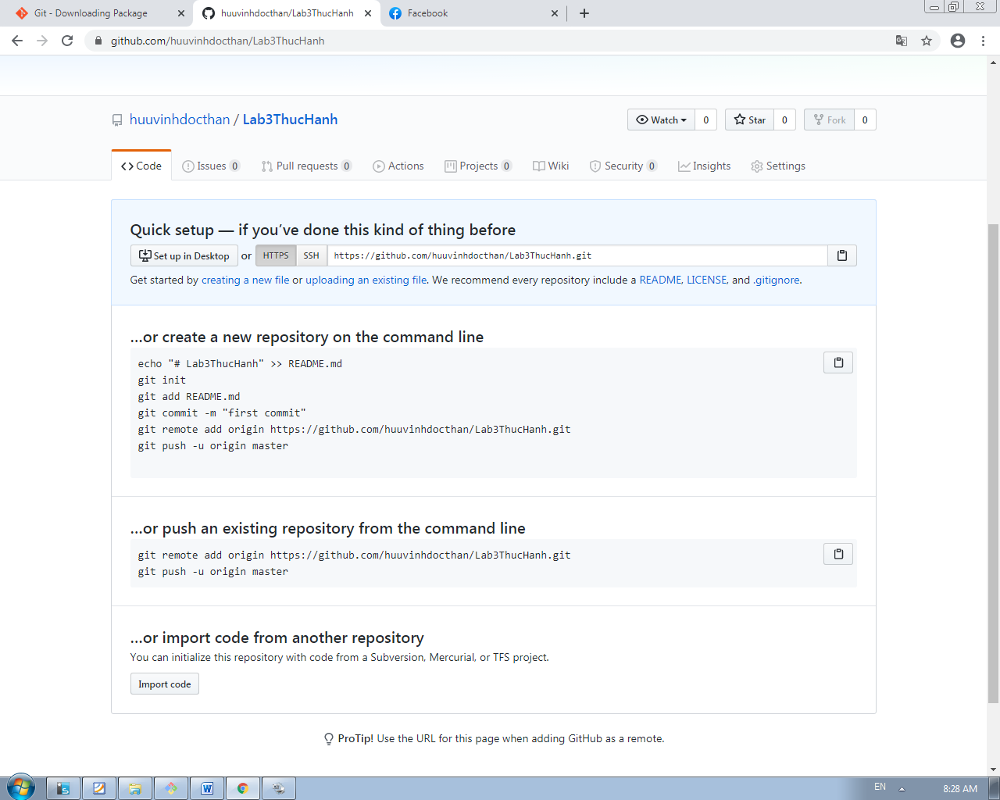 Git - Downloading Package
huuvinhdocthan/Lab3ThucHanh
Facebook
github.com/huuvinhdocthan/Lab3ThucHanh
huuvinhdocthan / Lab3ThucHanh
Watch 0
Star 0
Fork 0
Code
Issues 0
Pull requests 0
Actions
Projects 0
Wiki
Security 0
Insights
Settings
Quick setup — if you’ve done this kind of thing before
Set up in Desktop or HTTPS SSH https://github.com/huuvinhdocthan/Lab3ThucHanh.git
Get started by creating a new file or uploading an existing file. We recommend every repository include a README, LICENSE, and .gitignore.
…or create a new repository on the command line
echo "# Lab3ThucHanh" >> README.md
git init
git add README.md
git commit -m "first commit"
git remote add origin https://github.com/huuvinhdocthan/Lab3ThucHanh.git
git push -u origin master
…or push an existing repository from the command line
git remote add origin https://github.com/huuvinhdocthan/Lab3ThucHanh.git
git push -u origin master
…or import code from another repository
You can initialize this repository with code from a Subversion, Mercurial, or TFS project.
Import code
ProTip! Use the URL for this page when adding GitHub as a remote.
EN
8:28 AM